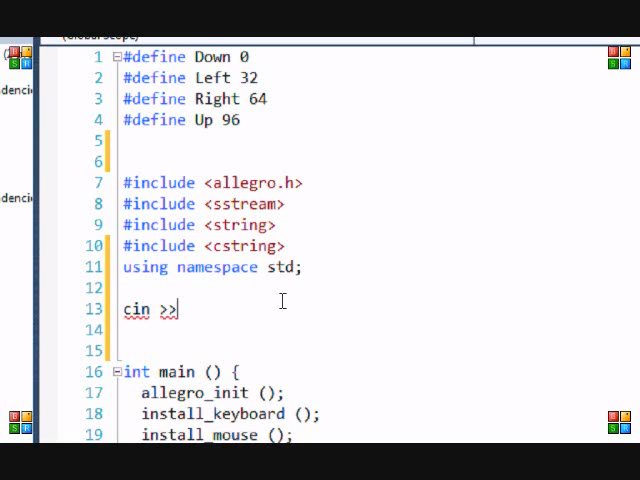 (Global Scope)
1 #define Down 0
2 #define Left 32
3 #define Right 64
4 #define Up 96
5
6
7 #include <allegro.h>
8 #include <sstream>
9 #include <string>
10 #include <cstring>
11 using namespace std;
12
13 cin >>
14
15
16 int main () {
17 allegro_init ();
18 install_keyboard ();
19 install_mouse ();